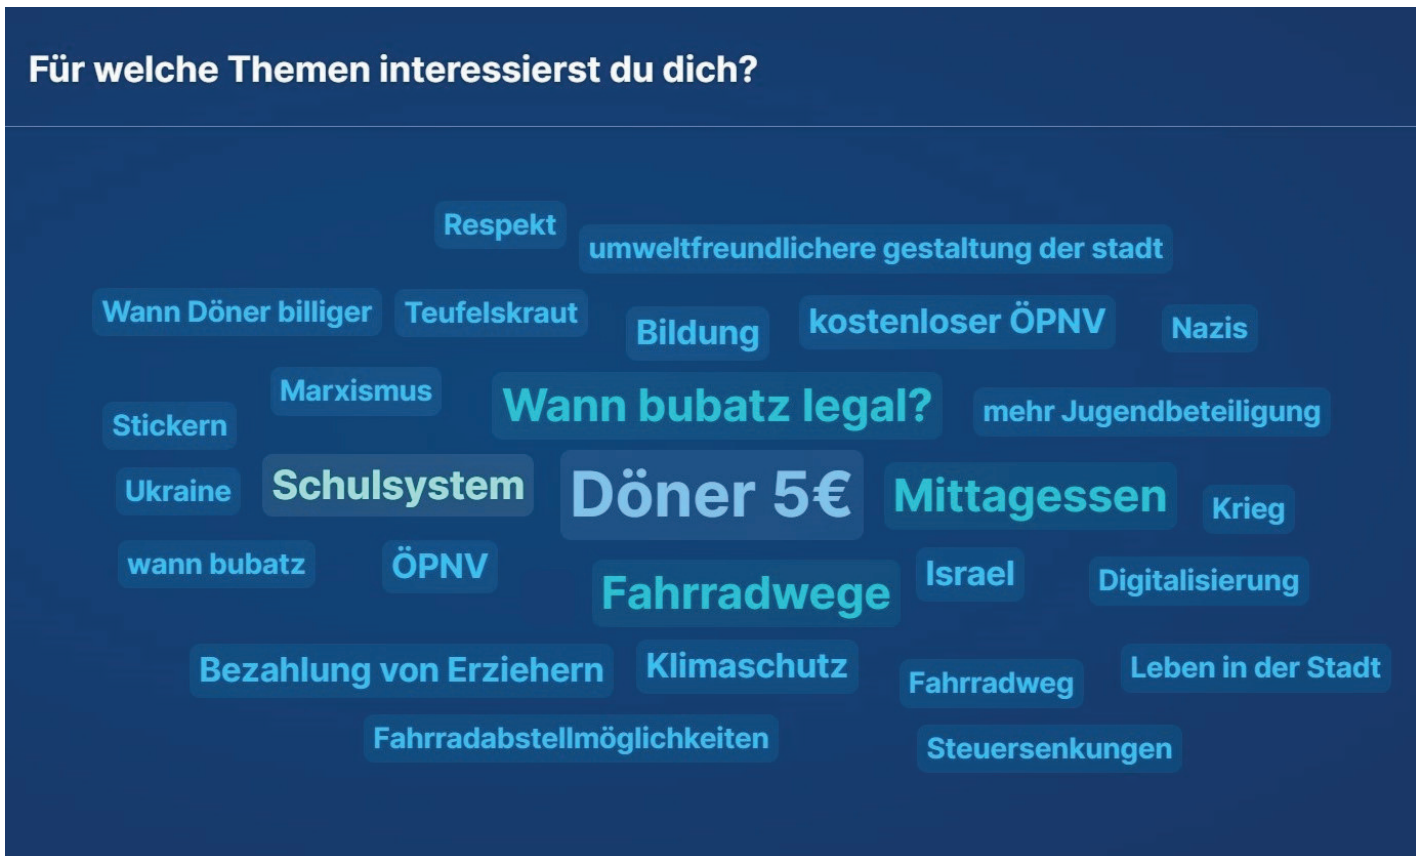 Für welche Themen interessierst du dich?
Respekt
umweltfreundlichere gestaltung der stadt
Wann Döner billiger
Teufelskraut
Bildung
kostenloser ÖPNV
Nazis
Marxismus
Wann bubatz legal?
mehr Jugendbeteiligung
Stickern
Ukraine
Schulsystem
Döner 5€
Mittagessen
Krieg
wann bubatz
ÖPNV
Fahrradwege
Israel
Digitalisierung
Bezahlung von Erziehern
Klimaschutz
Fahrradweg
Leben in der Stadt
Fahrradabstellmöglichkeiten
Steuersenkungen